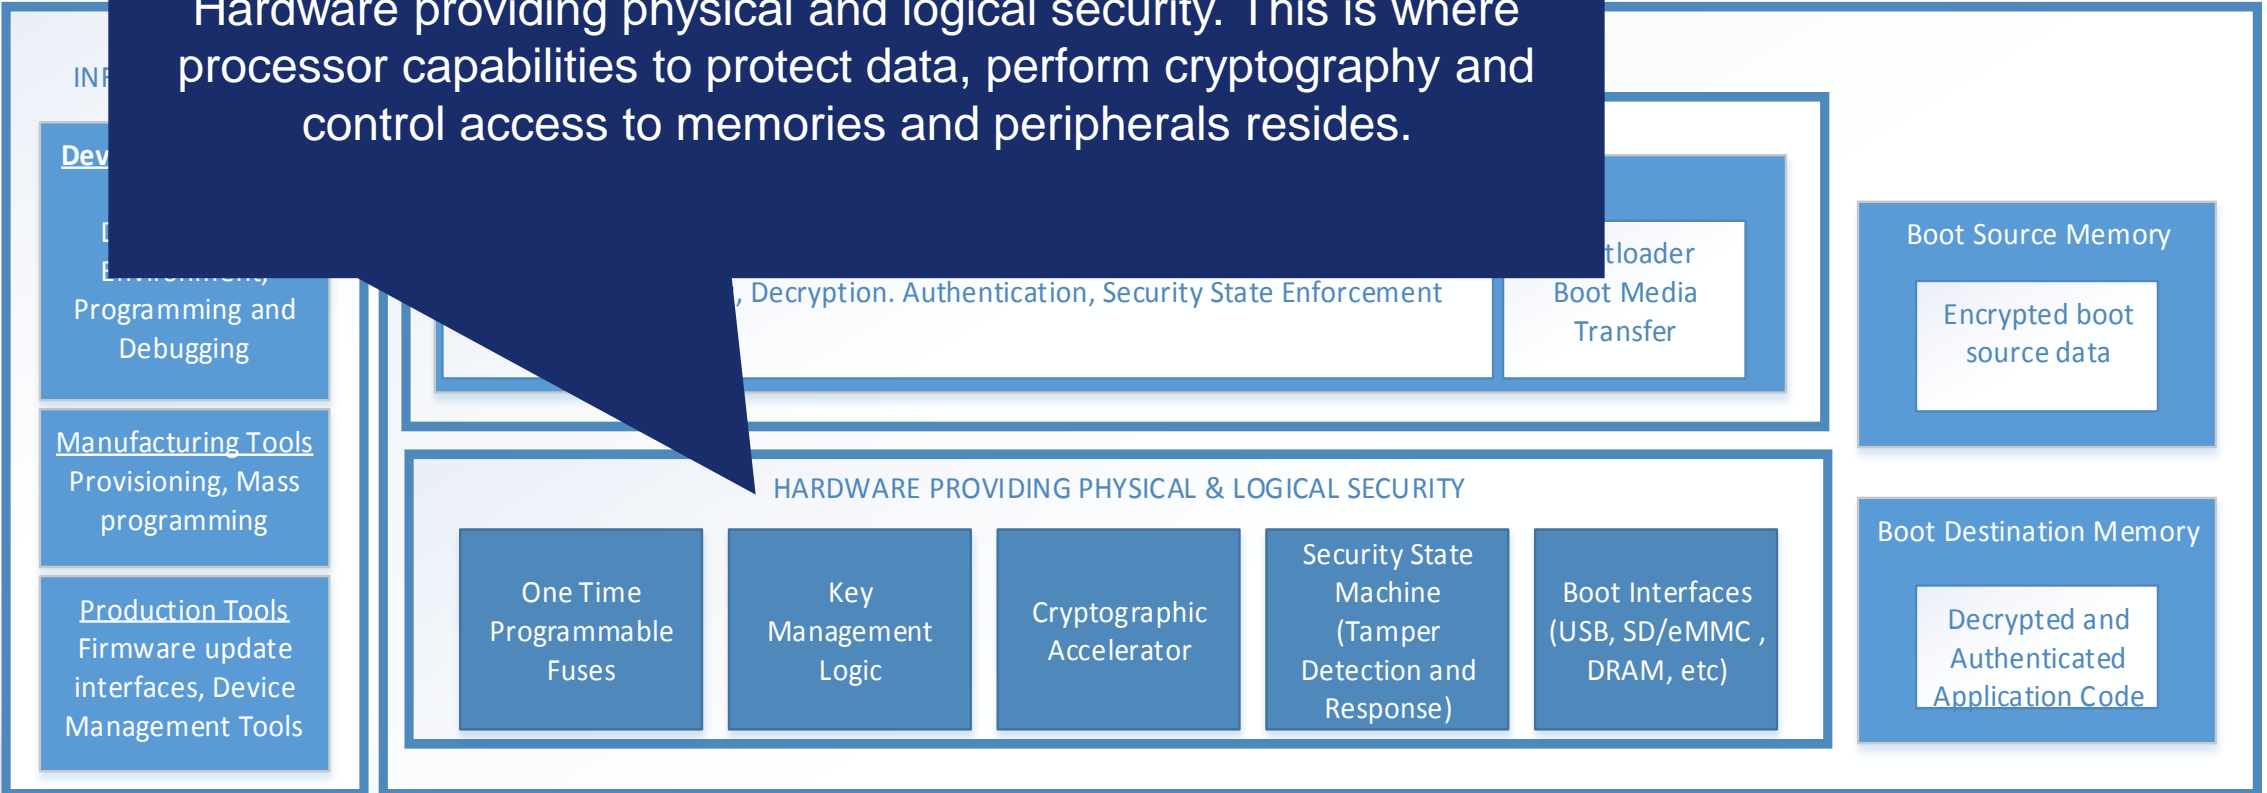 Hardware providing physical and logical security. This is where
processor capabilities to protect data, perform cryptography and
control access to memories and peripherals resides.
Programming and
Debugging
Manufacturing Tools
Provisioning, Mass
programming
Production Tools
Firmware update
interfaces, Device
Management Tools
, Decryption. Authentication, Security State Enforcement
Boot Media
Transfer
HARDWARE PROVIDING PHYSICAL & LOGICAL SECURITY
One Time
Programmable
Fuses
Key
Management
Logic
Cryptographic
Accelerator
Security State
Machine
(Tamper
Detection and
Response)
Boot Interfaces
(USB, SD/eMMC ,
DRAM, etc)
Boot Source Memory
Encrypted boot
source data
Boot Destination Memory
Decrypted and
Authenticated
Application Code